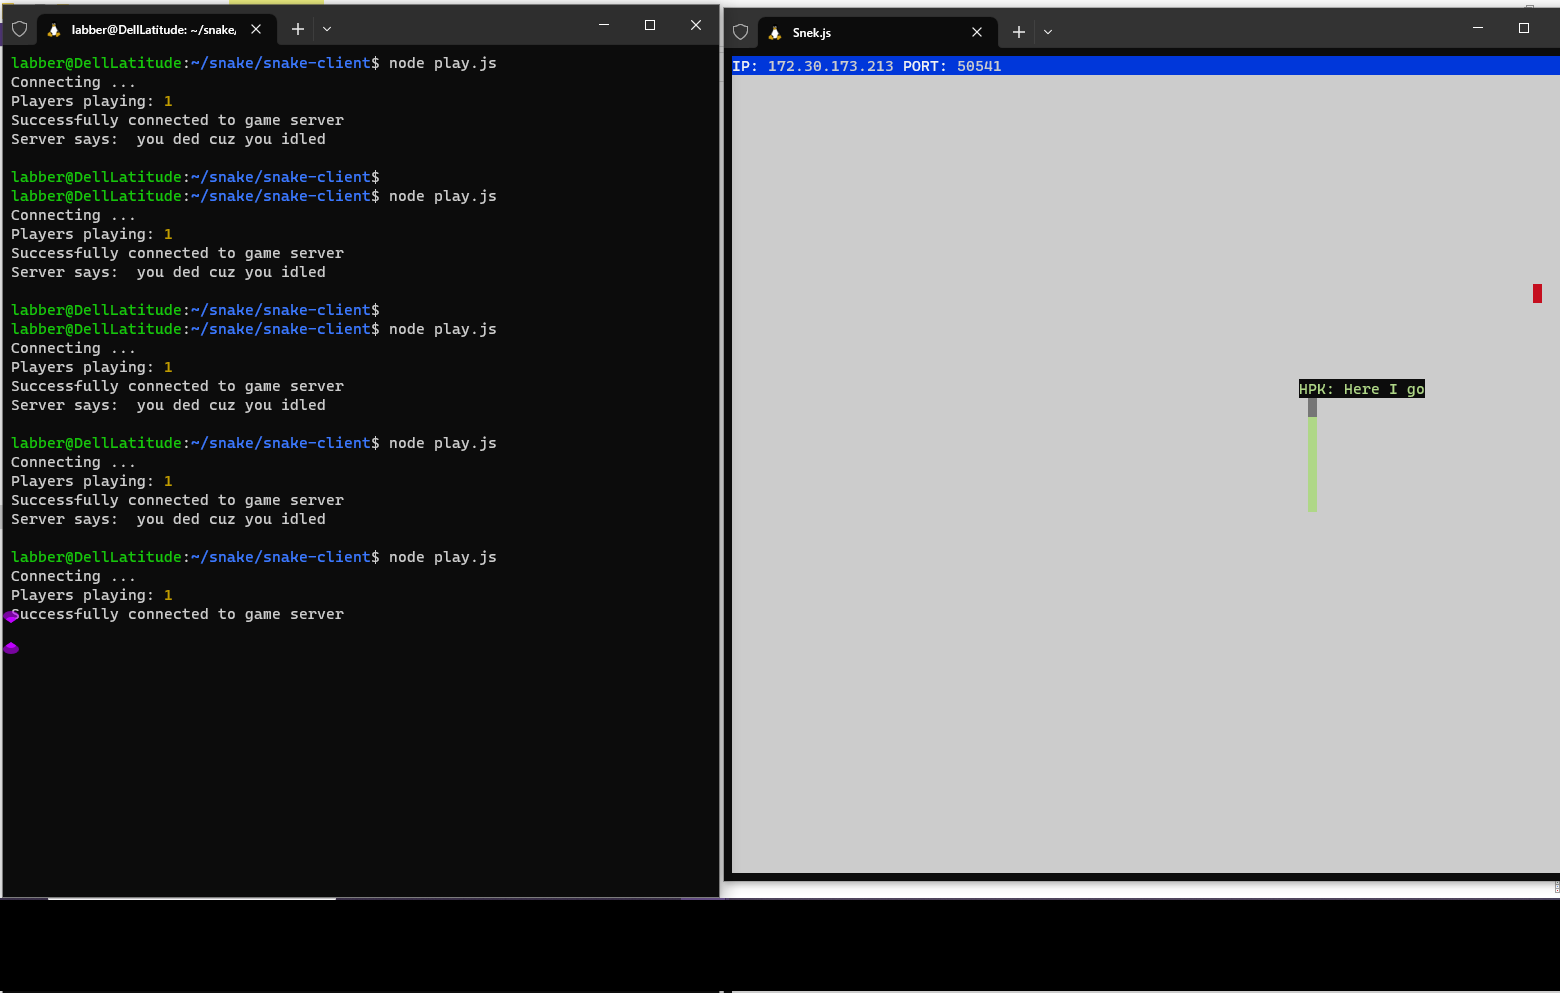 labber@DellLatitude: ~/snake/
labber@DellLatitude:~/snake/snake-client$ node play.js
Connecting ...
Players playing: 1
Successfully connected to game server
Server says:  you ded cuz you idled
labber@DellLatitude:~/snake/snake-client$
labber@DellLatitude:~/snake/snake-client$ node play.js
Connecting ...
Players playing: 1
Successfully connected to game server
Server says:  you ded cuz you idled
labber@DellLatitude:~/snake/snake-client$
labber@DellLatitude:~/snake/snake-client$ node play.js
Connecting ...
Players playing: 1
Successfully connected to game server
Server says:  you ded cuz you idled
labber@DellLatitude:~/snake/snake-client$ node play.js
Connecting ...
Players playing: 1
Successfully connected to game server
Server says:  you ded cuz you idled
labber@DellLatitude:~/snake/snake-client$ node play.js
Connecting ...
Players playing: 1
Successfully connected to game server
Snek.js
IP: 172.30.173.213 PORT: 50541
HPK: Here I go